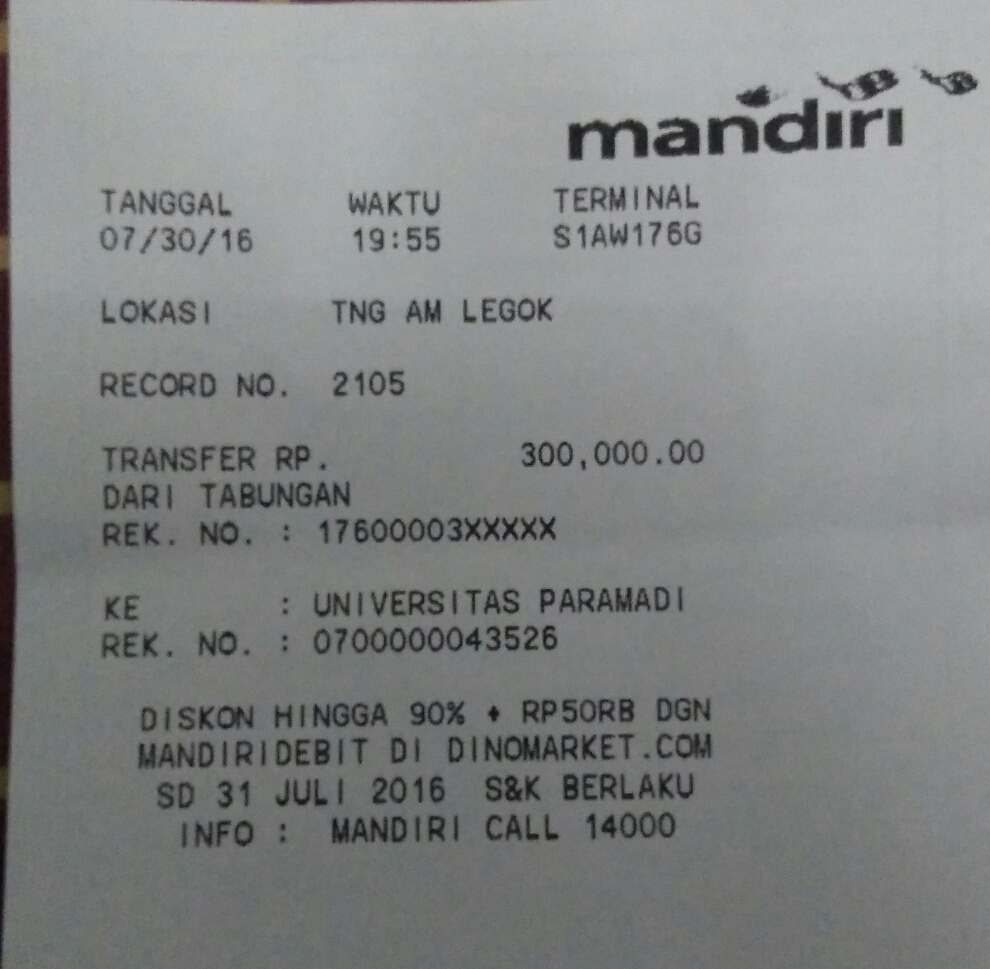 mandiri
TANGGAL WAKTU TERMINAL
07/30/16 19:55 S1AW176G
LOKASI TNG AM LEGOK
RECORD NO. 2105
TRANSFER RP. 300,000.00
DARI TABUNGAN
REK. NO. : 17600003XXXXX
KE : UNIVERSITAS PARAMADI
REK. NO. : 0700000043526
DISKON HINGGA 90% + RP50RB DGN
MANDIRIDEBIT DI DINOMARKET.COM
SD 31 JULI 2016 S&K BERLAKU
INFO : MANDIRI CALL 14000